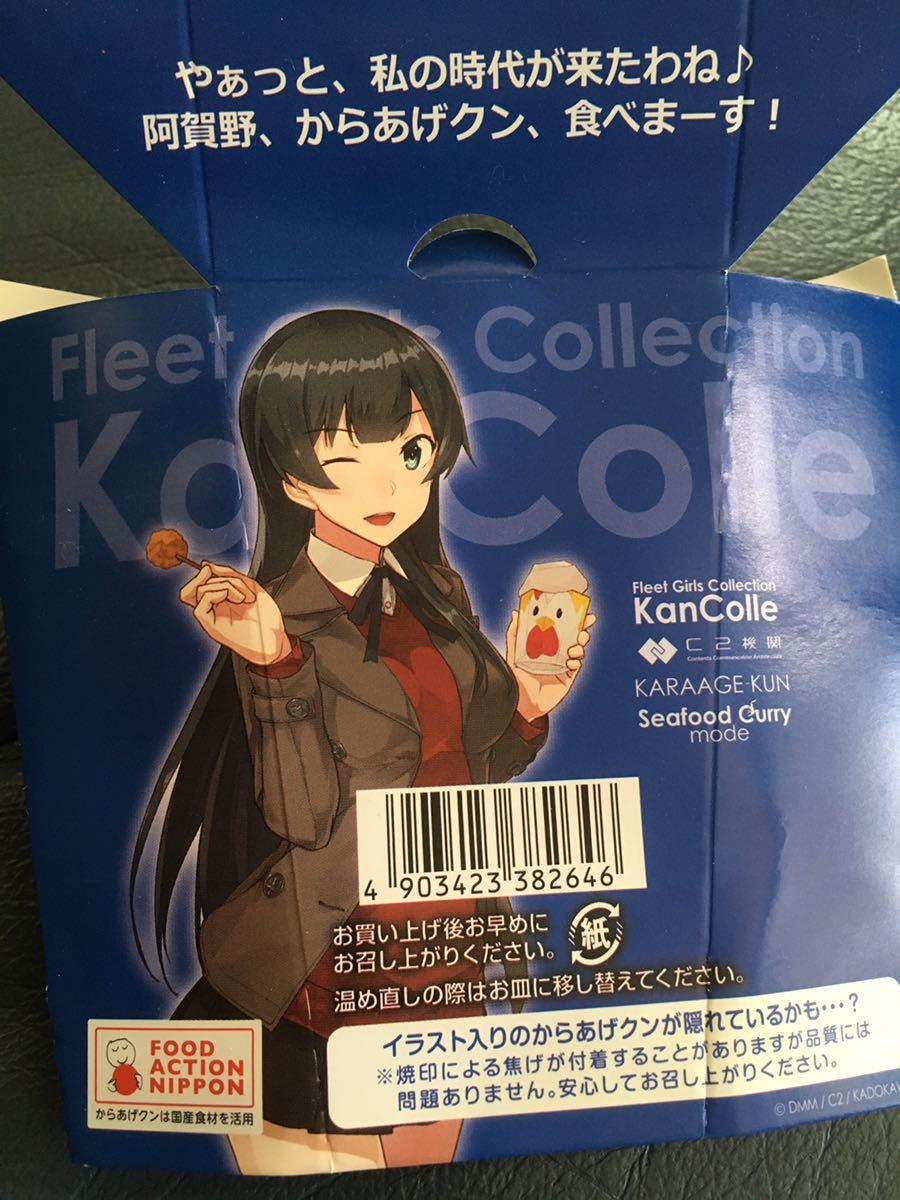 やぁっと、私の時代が来たわね♪
阿賀野、からあげクン、食べまーす！
Fleet Girls Collection
KanColle
Fleet Girls Collection
KanColle
C2機関
Contents Communication Architecture
KARAAGE-KUN
Seafood Curry
mode
4 903423 382646
お買い上げ後お早めに
お召し上がりください。
紙
温め直しの際はお皿に移し替えてください。
イラスト入りのからあげクンが隠れているかも・・・？
※焼印による焦げが付着することがありますが品質には
問題ありません。安心してお召し上がりください。
FOOD
ACTION
NIPPON
からあげクンは国産食材を活用
©DMM / C2 / KADOKAW